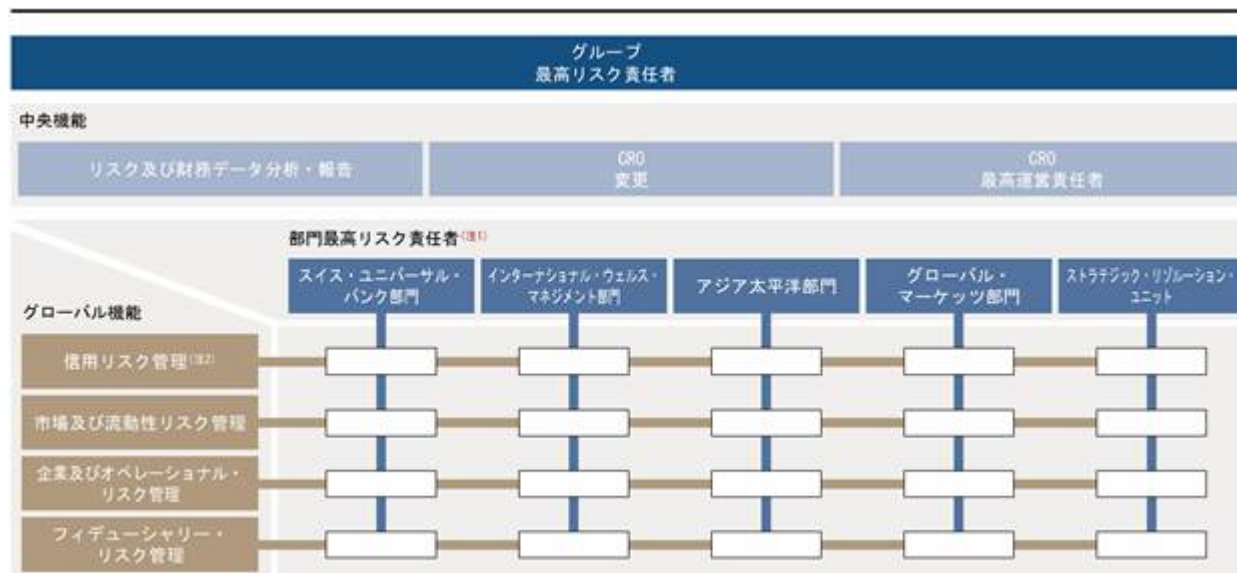 グループ
最高リスク責任者
中央機能
リスク及び財務データ分析・報告
CRO
変更
CRO
最高運営責任者
部門最高リスク責任者(注1)
スイス・ユニバーサル・
バンク部門
インターナショナル・ウェルス・
マネジメント部門
アジア太平洋部門
グローバル・
マーケッツ部門
ストラテジック・リゾルーション・
ユニット
グローバル機能
信用リスク管理(注2)
市場及び流動性リスク管理
企業及びオペレーショナル・
リスク管理
フィデューシャリー・
リスク管理